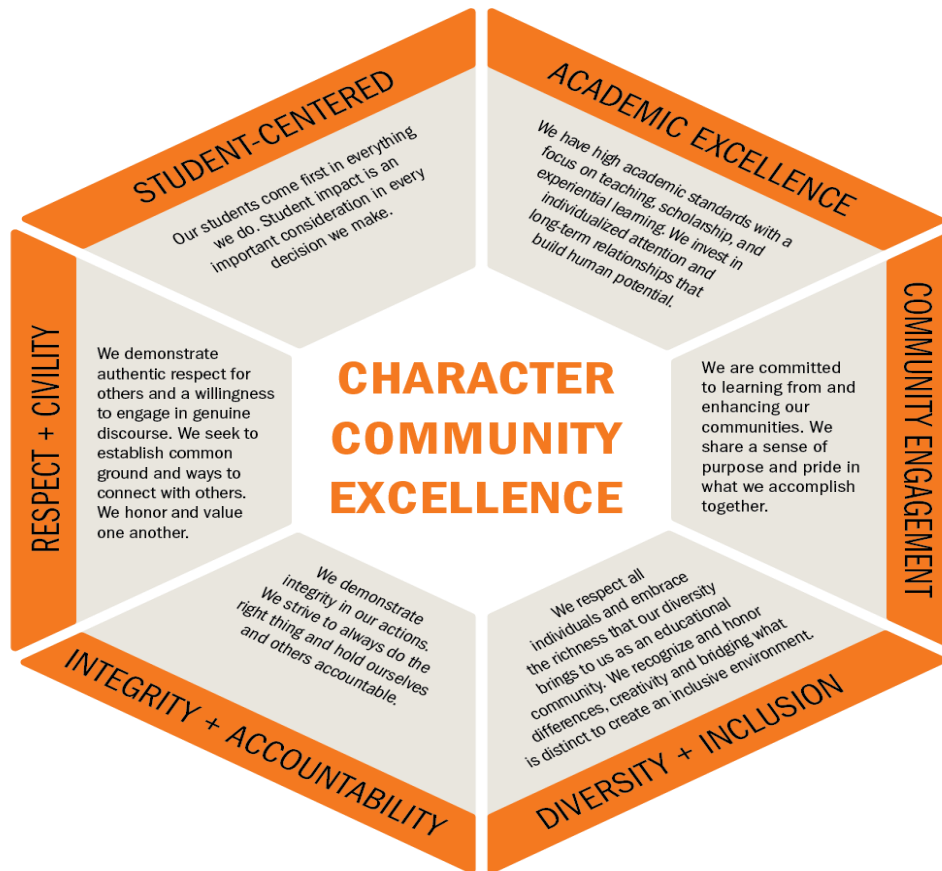 STUDENT-CENTERED
Our students come first in everything
we do. Student impact is an
important consideration in every
decision we make.
ACADEMIC EXCELLENCE
We have high academic standards with a
focus on teaching, scholarship, and
experiential learning. We invest in
individualized attention and
long-term relationships that
build human potential.
RESPECT + CIVILITY
We demonstrate
authentic respect for
others and a willingness
to engage in genuine
discourse. We seek to
establish common
ground and ways to
connect with others.
We honor and value
one another.
CHARACTER
COMMUNITY
EXCELLENCE
COMMUNITY ENGAGEMENT
We are committed
to learning from and
enhancing our
communities. We
share a sense of
purpose and pride in
what we accomplish
together.
INTEGRITY + ACCOUNTABILITY
We demonstrate
integrity in our actions.
We strive to always do the
right thing and hold ourselves
and others accountable.
DIVERSITY + INCLUSION
We respect all
individuals and embrace
the richness that our diversity
brings to us as an educational
community. We recognize and honor
differences, creativity and bridging what
is distinct to create an inclusive environment.